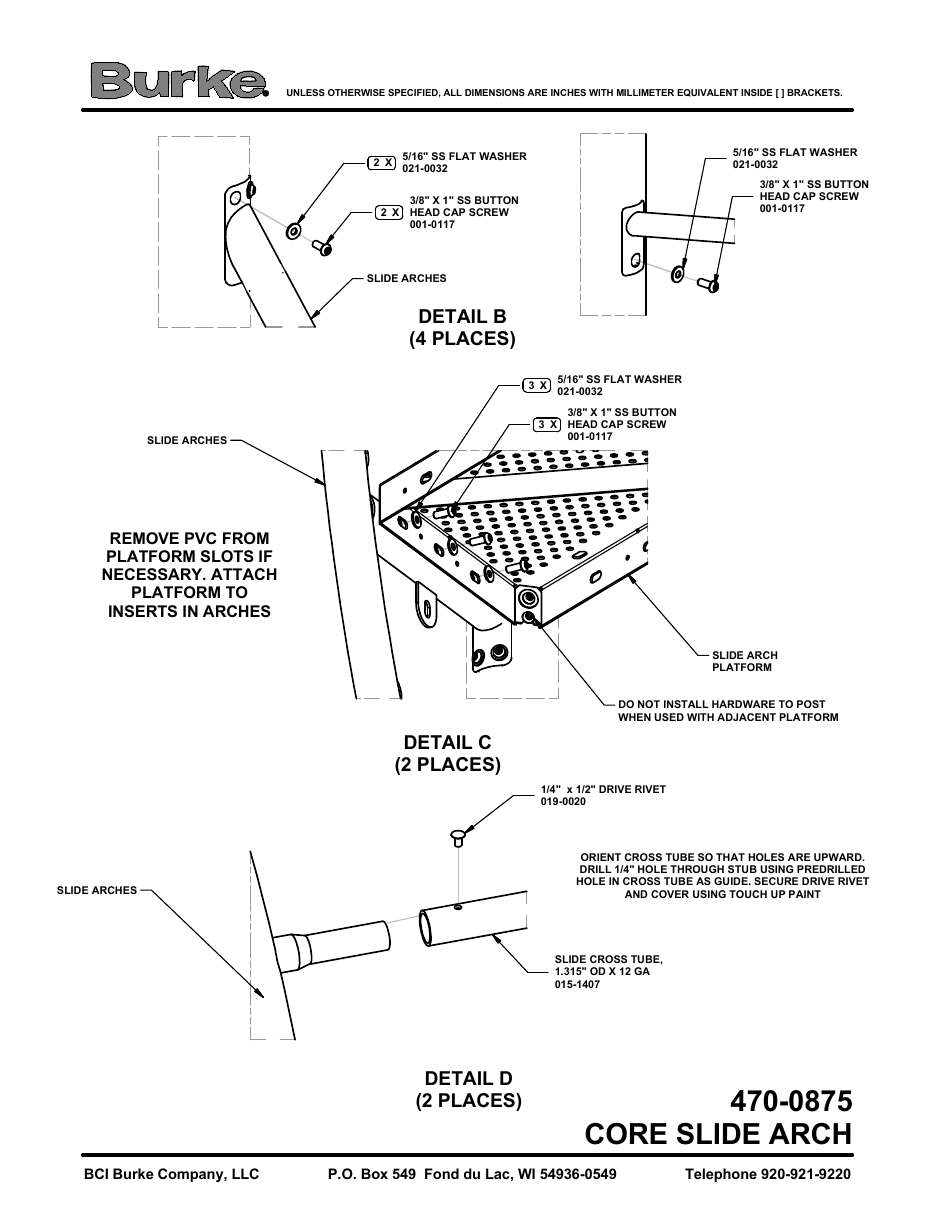 Burke
UNLESS OTHERWISE SPECIFIED, ALL DIMENSIONS ARE INCHES WITH MILLIMETER EQUIVALENT INSIDE [ ] BRACKETS.
2 X
5/16" SS FLAT WASHER
021-0032
2 X
3/8" X 1" SS BUTTON
HEAD CAP SCREW
001-0117
SLIDE ARCHES
5/16" SS FLAT WASHER
021-0032
3/8" X 1" SS BUTTON
HEAD CAP SCREW
001-0117
DETAIL B
(4 PLACES)
3 X
5/16" SS FLAT WASHER
021-0032
3 X
3/8" X 1" SS BUTTON
HEAD CAP SCREW
001-0117
SLIDE ARCHES
REMOVE PVC FROM
PLATFORM SLOTS IF
NECESSARY. ATTACH
PLATFORM TO
INSERTS IN ARCHES
SLIDE ARCH
PLATFORM
DO NOT INSTALL HARDWARE TO POST
WHEN USED WITH ADJACENT PLATFORM
DETAIL C
(2 PLACES)
1/4"  x 1/2" DRIVE RIVET
019-0020
ORIENT CROSS TUBE SO THAT HOLES ARE UPWARD.
DRILL 1/4" HOLE THROUGH STUB USING PREDRILLED
HOLE IN CROSS TUBE AS GUIDE. SECURE DRIVE RIVET
AND COVER USING TOUCH UP PAINT
SLIDE ARCHES
SLIDE CROSS TUBE,
1.315" OD X 12 GA
015-1407
DETAIL D
(2 PLACES)
470-0875
CORE SLIDE ARCH
BCI Burke Company, LLC
P.O. Box 549  Fond du Lac, WI 54936-0549
Telephone 920-921-9220